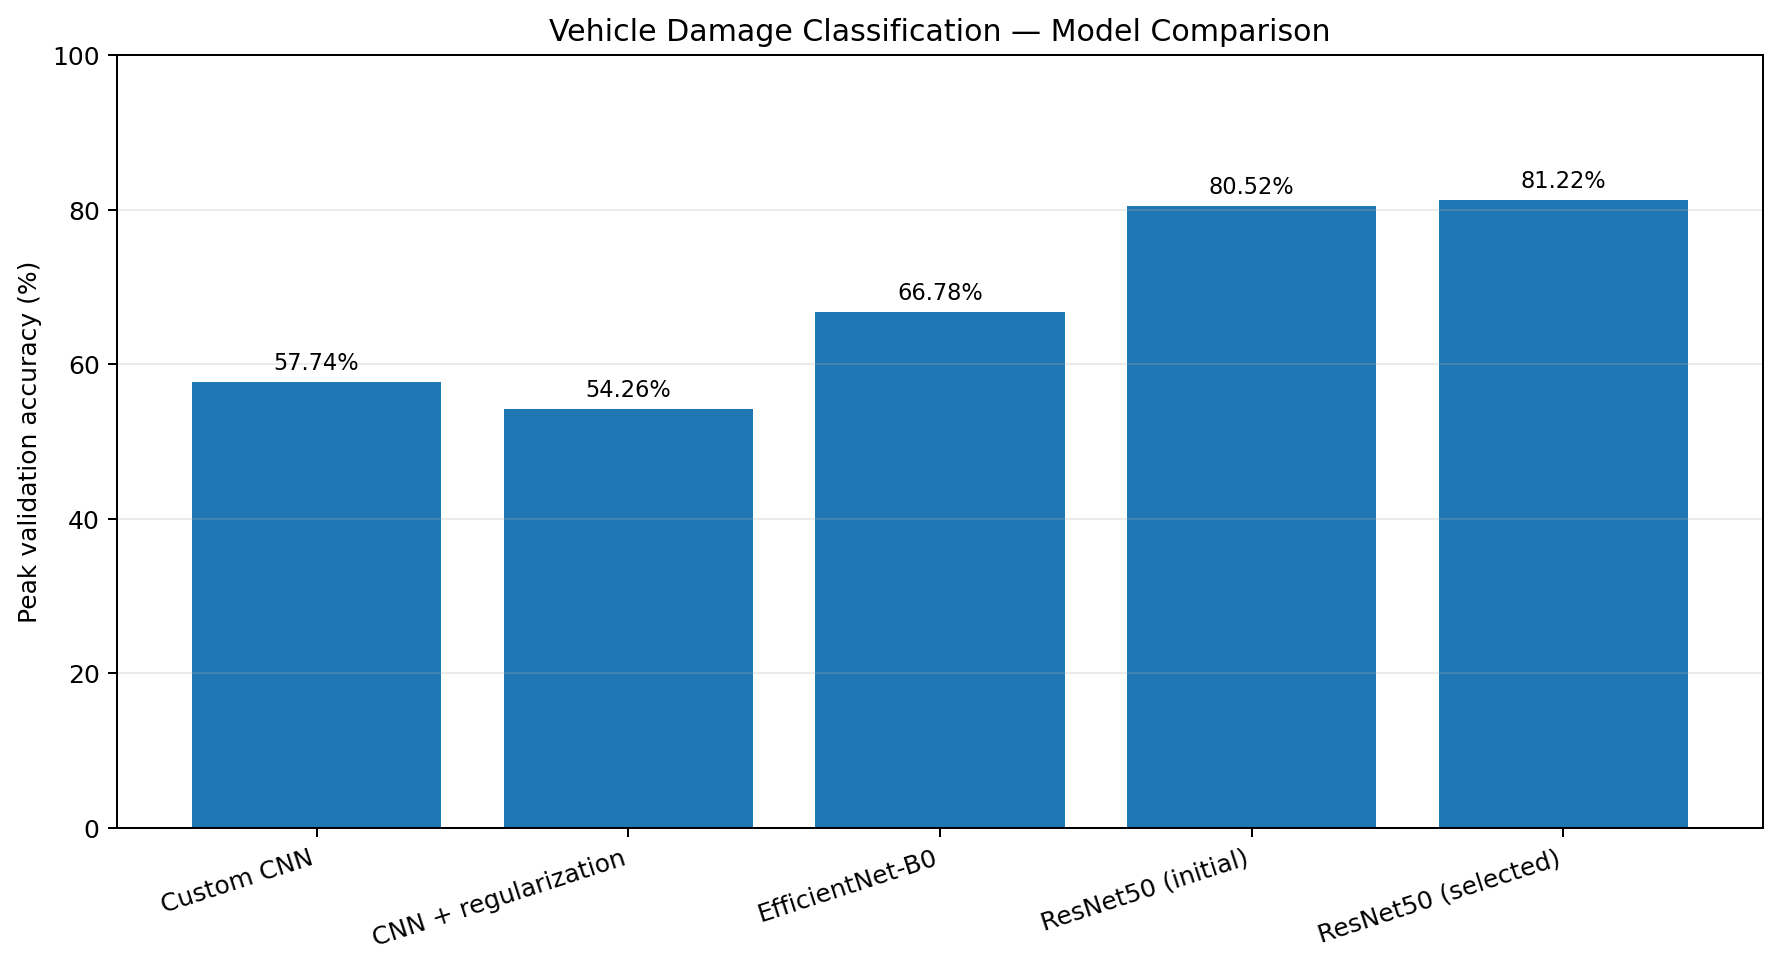 Vehicle Damage Classification — Model Comparison
Peak validation accuracy (%)
100
80
60
40
20
0
57.74%
54.26%
66.78%
80.52%
81.22%
Custom CNN
CNN + regularization
EfficientNet-B0
ResNet50 (initial)
ResNet50 (selected)